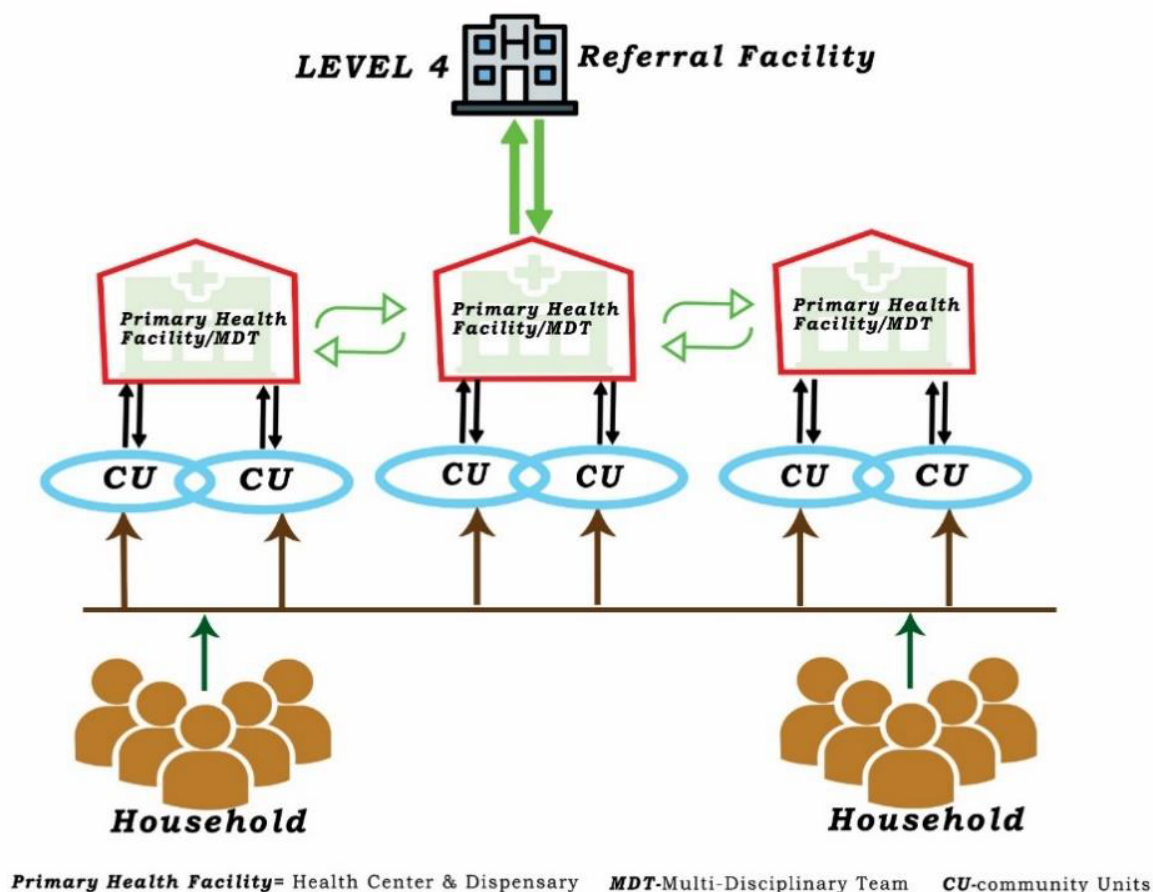 LEVEL 4
Referral Facility
Primary Health
Facility/MDT
Primary Health
Facility/MDT
Primary Health
Facility/MDT
CU
CU
CU
CU
CU
CU
Household
Household
Primary Health Facility= Health Center & Dispensary MDT-Multi-Disciplinary Team CU-community Units